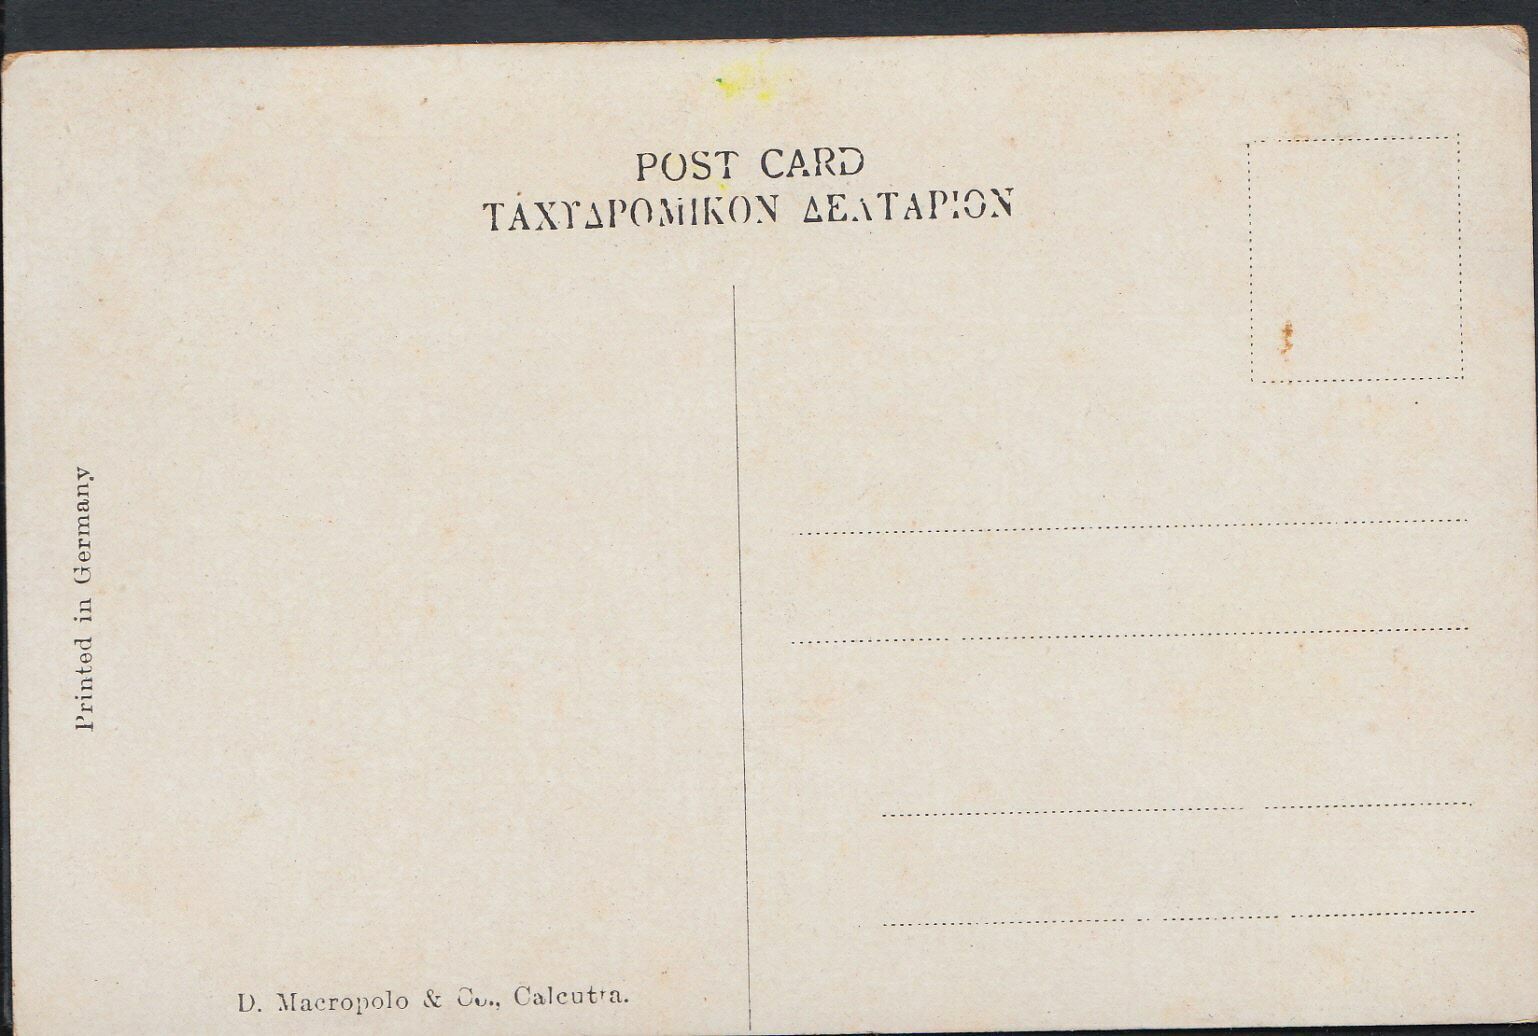 POST CARD
ΤΑΧΥΔΡΟΜΙΚΟΝ ΔΕΛΤΑΡΙΟΝ
Printed in Germany
D. Macropolo & Co., Calcutta.